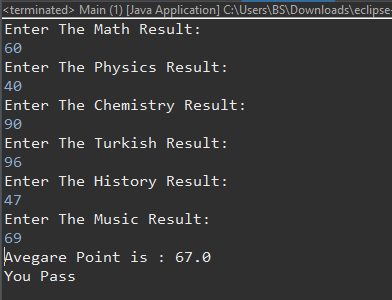 <terminated> Main (1) [Java Application] C:\Users\BS\Downloads\eclipse-
Enter The Math Result:
60
Enter The Physics Result:
40
Enter The Chemistry Result:
90
Enter The Turkish Result:
96
Enter The History Result:
47
Enter The Music Result:
69
Avegare Point is : 67.0
You Pass